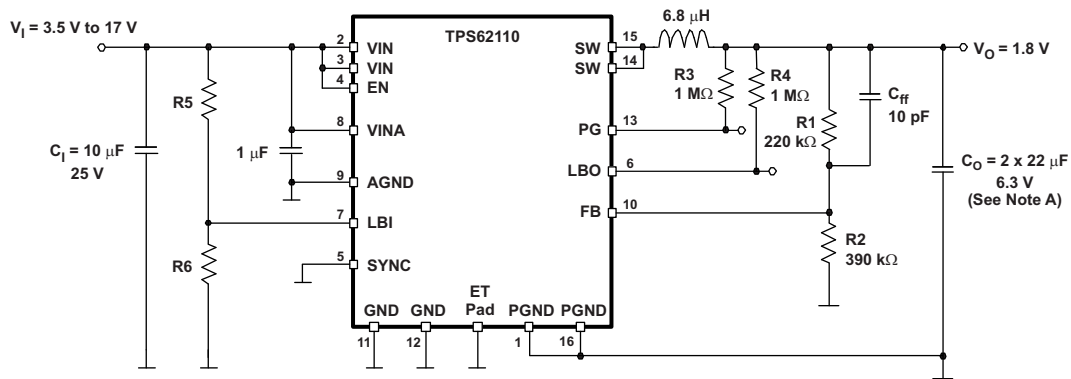 V_I = 3.5 V to 17 V
TPS62110
6.8 μH
V_O = 1.8 V
2
VIN
3
VIN
4
EN
8
VINA
9
AGND
7
LBI
5
SYNC
15
SW
14
SW
13
PG
6
LBO
10
FB
R5
R6
C_I = 10 μF
25 V
1 μF
R3
1 MΩ
R4
1 MΩ
C_ff
10 pF
R1
220 kΩ
R2
390 kΩ
C_O = 2 x 22 μF
6.3 V
(See Note A)
GND
GND
ET
Pad
PGND
PGND
11
12
1
16